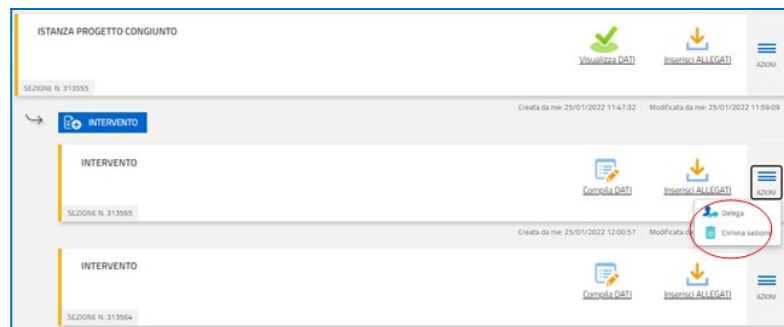 ISTANZA PROGETTO CONGIUNTO
Visualizza DATI
Inserisci ALLEGATI
AZIONI
SEZIONE N. 313555
Creata da me: 25/01/2022 11:47:32 Modificata da me: 25/01/2022 11:59:09
INTERVENTO
INTERVENTO
Compila DATI
Inserisci ALLEGATI
AZIONI
Delega
Elimina sezione
SEZIONE N. 313565
Creata da me: 25/01/2022 12:00:57 Modificata da
INTERVENTO
Compila DATI
Inserisci ALLEGATI
AZIONI
SEZIONE N. 313564